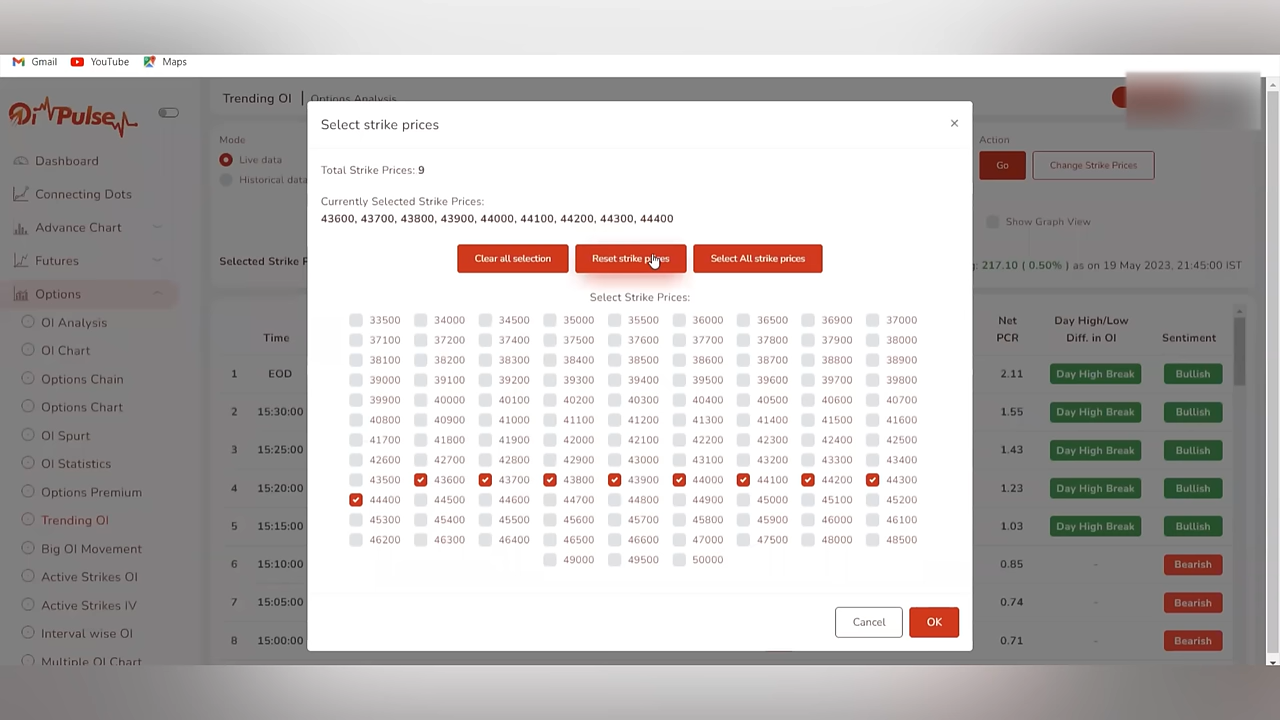 Gmail YouTube Maps
Oi Pulse
Trending OI | Options Analysis
Mode
Live data
Historical data
Action
Go Change Strike Prices
Show Graph View
Selected Strike P
g: 217.10 ( 0.50% ) as on 19 May 2023, 21:45:00 IST
Dashboard
Connecting Dots
Advance Chart
Futures
Options
OI Analysis
OI Chart
Options Chain
Options Chart
OI Spurt
OI Statistics
Options Premium
Trending OI
Big OI Movement
Active Strikes OI
Active Strikes IV
Interval wise OI
Multiple OI Chart
Select strike prices ×
Total Strike Prices: 9
Currently Selected Strike Prices:
43600, 43700, 43800, 43900, 44000, 44100, 44200, 44300, 44400
Clear all selection Reset strike prices Select All strike prices
Select Strike Prices:
33500 34000 34500 35000 35500 36000 36500 36900 37000
37100 37200 37400 37500 37600 37700 37800 37900 38000
38100 38200 38300 38400 38500 38600 38700 38800 38900
39000 39100 39200 39300 39400 39500 39600 39700 39800
39900 40000 40100 40200 40300 40400 40500 40600 40700
40800 40900 41000 41100 41200 41300 41400 41500 41600
41700 41800 41900 42000 42100 42200 42300 42400 42500
42600 42700 42800 42900 43000 43100 43200 43300 43400
43500 43600 43700 43800 43900 44000 44100 44200 44300
44400 44500 44600 44700 44800 44900 45000 45100 45200
45300 45400 45500 45600 45700 45800 45900 46000 46100
46200 46300 46400 46500 46600 47000 47500 48000 48500
49000 49500 50000
Cancel OK
Time Net PCR Day High/Low Diff. in OI Sentiment
1 EOD 2.11 Day High Break Bullish
2 15:30:00 1.55 Day High Break Bullish
3 15:25:00 1.43 Day High Break Bullish
4 15:20:00 1.23 Day High Break Bullish
5 15:15:00 1.03 Day High Break Bullish
6 15:10:00 0.85 - Bearish
7 15:05:00 0.74 - Bearish
8 15:00:00 0.71 - Bearish